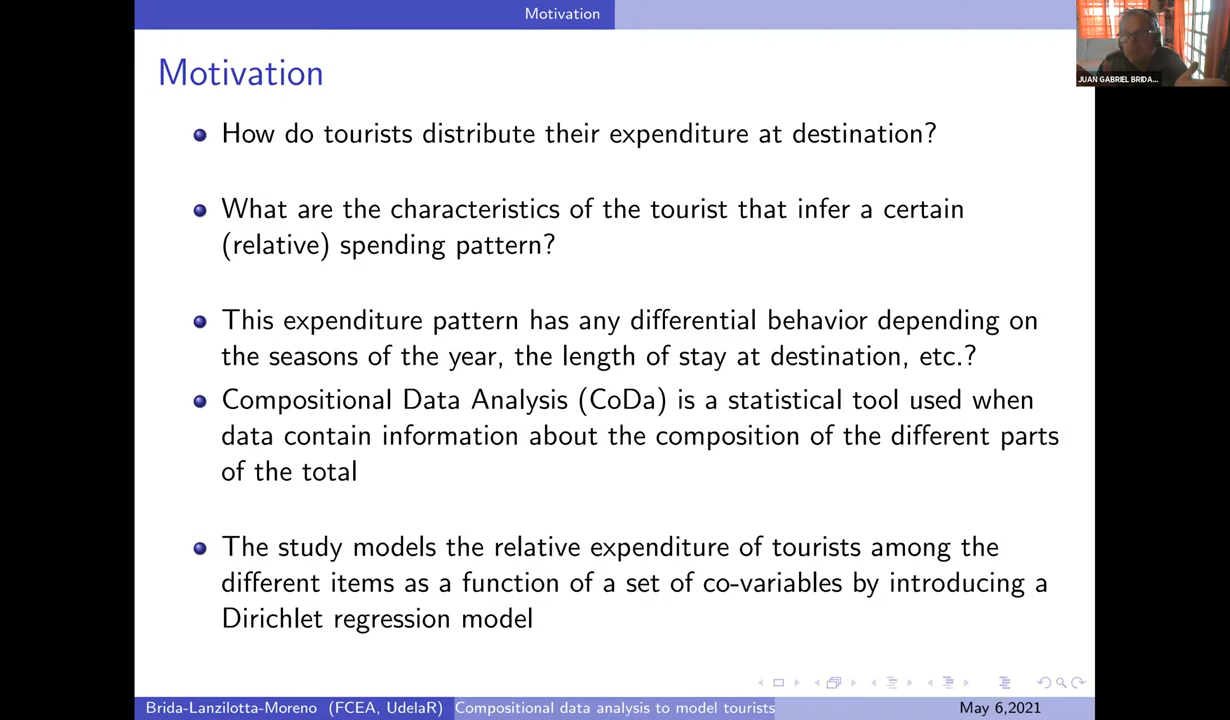 Motivation
JUAN GABRIEL BRIDA...
Motivation
How do tourists distribute their expenditure at destination?
What are the characteristics of the tourist that infer a certain
(relative) spending pattern?
This expenditure pattern has any differential behavior depending on
the seasons of the year, the length of stay at destination, etc.?
Compositional Data Analysis (CoDa) is a statistical tool used when
data contain information about the composition of the different parts
of the total
The study models the relative expenditure of tourists among the
different items as a function of a set of co-variables by introducing a
Dirichlet regression model
Brida-Lanzilotta-Moreno (FCEA, UdelaR) Compositional data analysis to model tourists May 6,2021